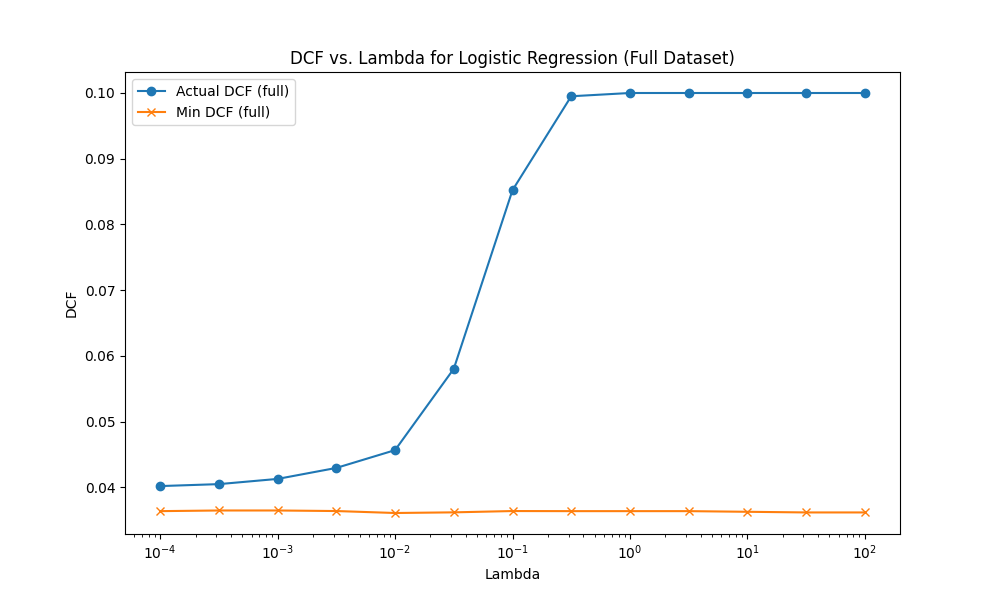 DCF vs. Lambda for Logistic Regression (Full Dataset)
Actual DCF (full)
Min DCF (full)
DCF
0.10
0.09
0.08
0.07
0.06
0.05
0.04
10⁻⁴ 10⁻³ 10⁻² 10⁻¹ 10⁰ 10¹ 10²
Lambda